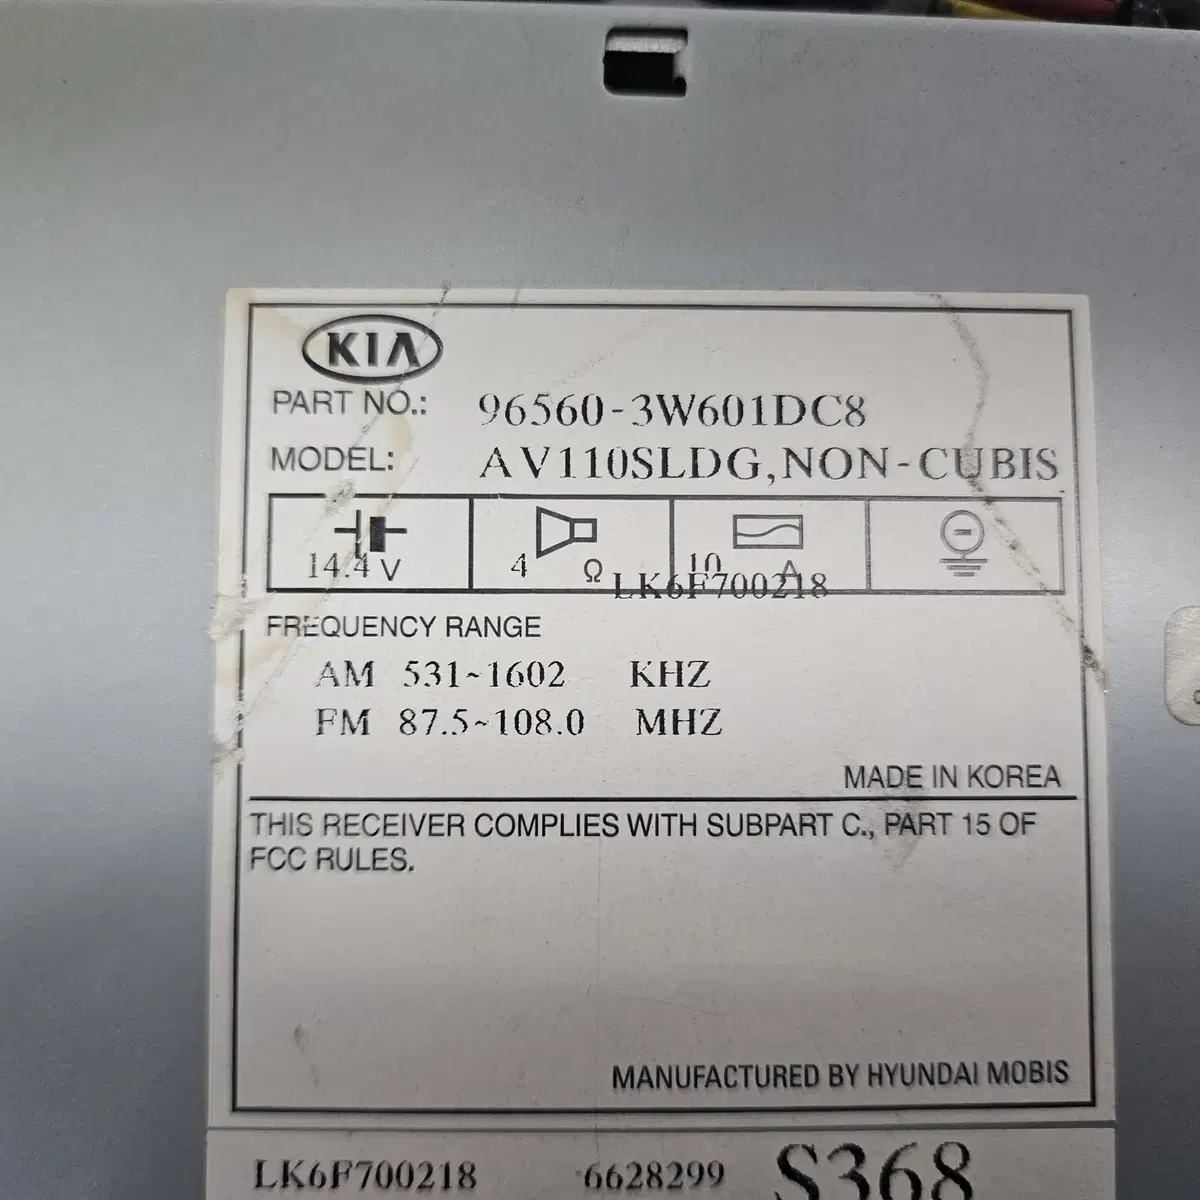 KIA
PART NO.: 96560-3W601DC8
MODEL: AV110SLDG,NON-CUBIS
14.4 V 4 Ω 10 A
LK6F700218
FREQUENCY RANGE
AM 531~1602 KHZ
FM 87.5~108.0 MHZ
MADE IN KOREA
THIS RECEIVER COMPLIES WITH SUBPART C., PART 15 OF
FCC RULES.
MANUFACTURED BY HYUNDAI MOBIS
LK6F700218 6628299 S368